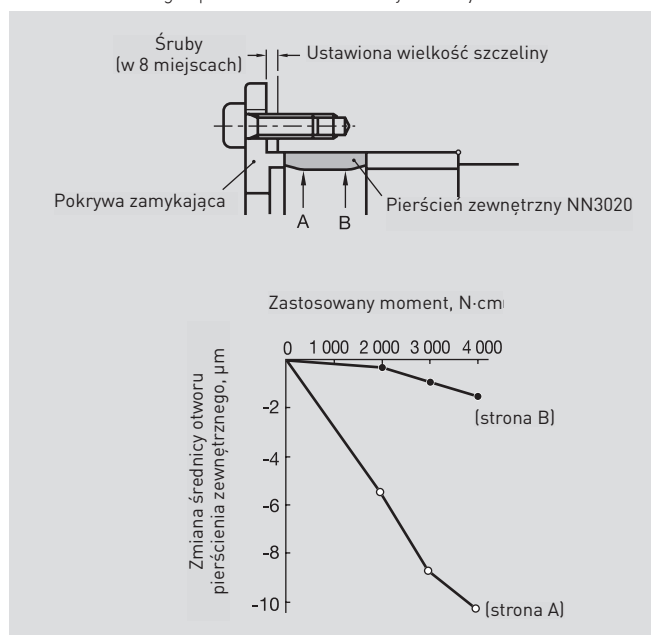 Śruby
(w 8 miejscach)
Ustawiona wielkość szczeliny
Pokrywa zamykająca
A
B
Pierścień zewnętrzny NN3020
Zastosowany moment, N·cm
0 1 000 2 000 3 000 4 000
Zmiana średnicy otworu
pierścienia zewnętrznego, µm
-2
-4
-6
-8
-10
(strona B)
(strona A)